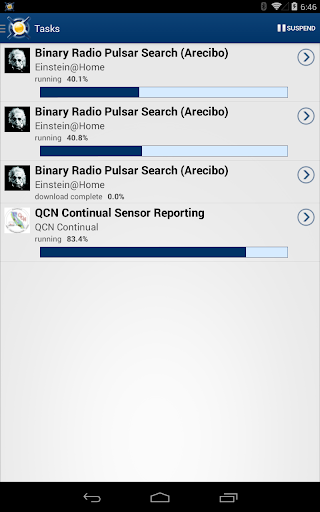 6:46
Tasks
SUSPEND
Binary Radio Pulsar Search (Arecibo)
Einstein@Home
running 40.1%
Binary Radio Pulsar Search (Arecibo)
Einstein@Home
running 40.8%
Binary Radio Pulsar Search (Arecibo)
Einstein@Home
download complete 0.0%
QCN Continual Sensor Reporting
QCN Continual
running 83.4%